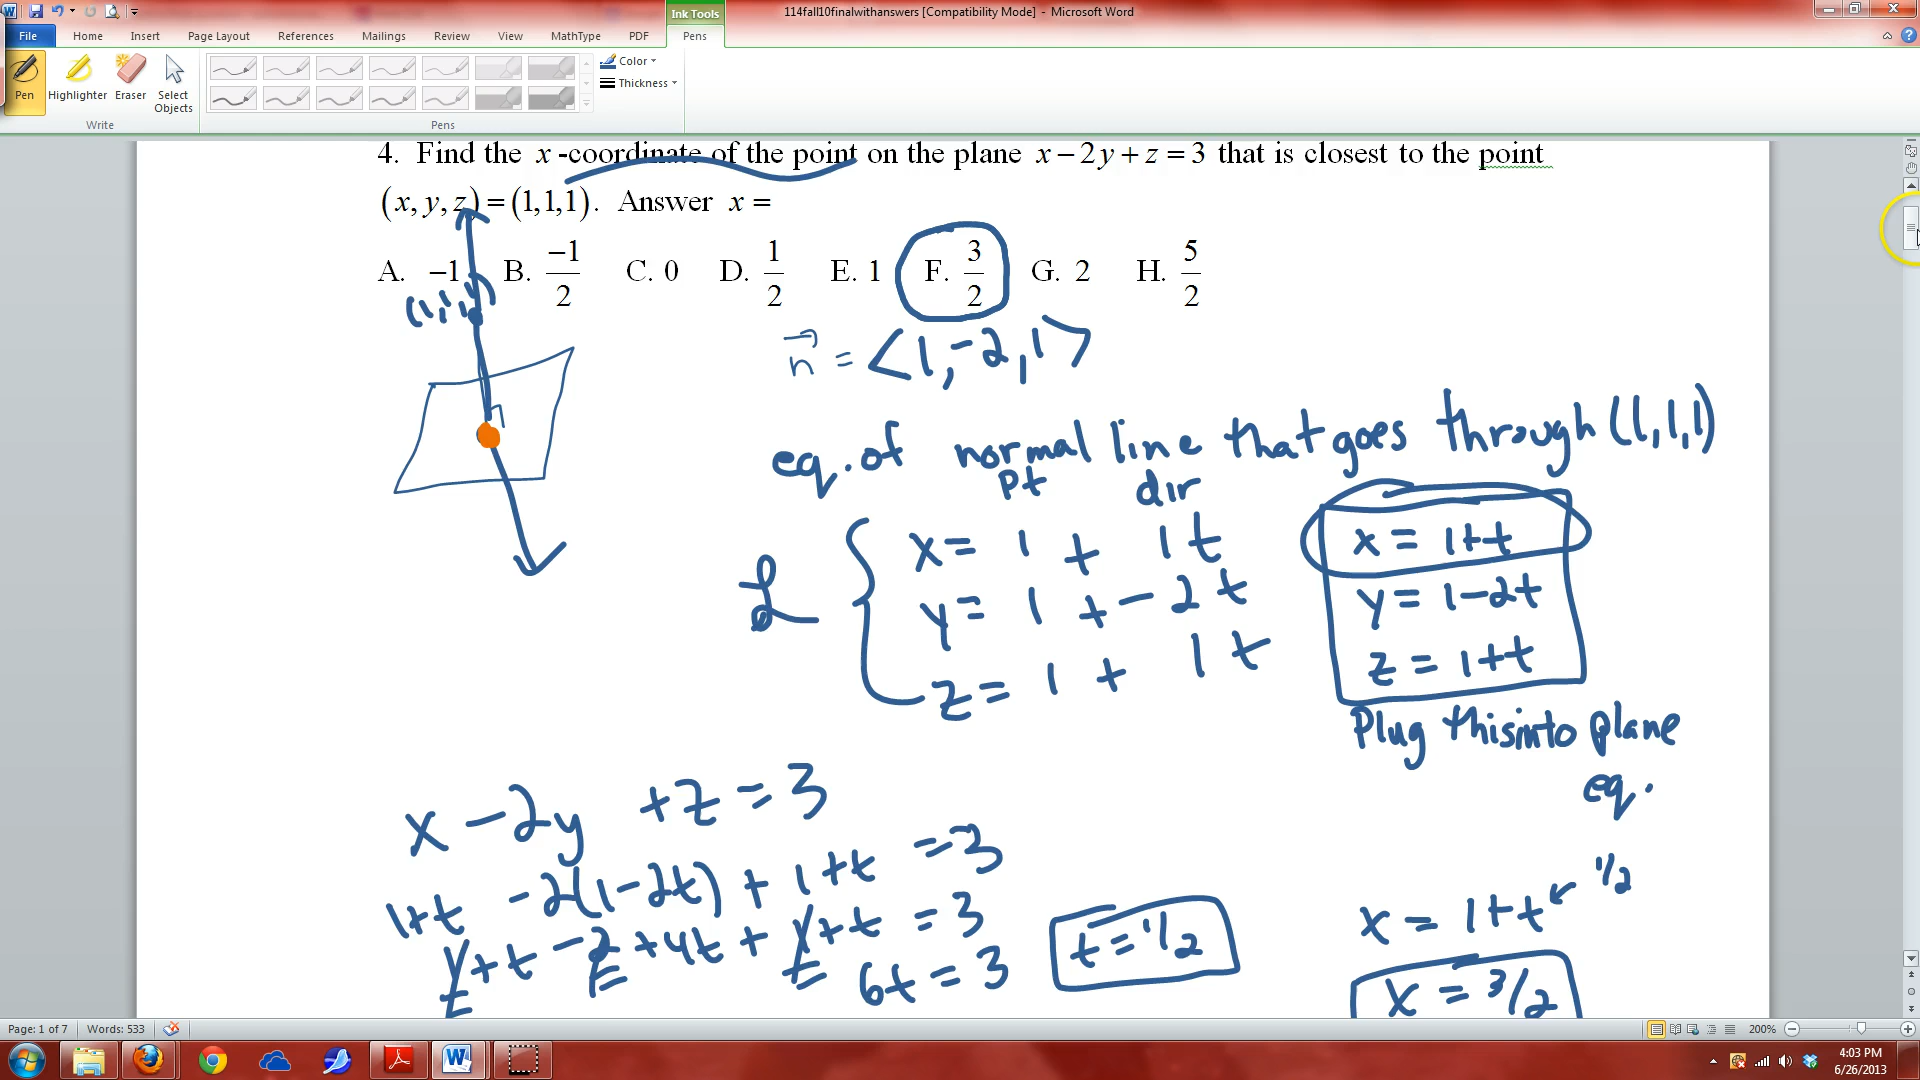 Ink Tools
114fall10finalwithanswers [Compatibility Mode] - Microsoft Word
File Home Insert Page Layout References Mailings Review View MathType PDF Pens
Pen Highlighter Eraser Select Objects
Color
Thickness
Write Pens
4. Find the x-coordinate of the point on the plane x − 2y + z = 3 that is closest to the point
(x, y, z) = (1,1,1). Answer x =
A. −1 B. −1/2 C. 0 D. 1/2 E. 1 F. 3/2 G. 2 H. 5/2
(1,1,1)
n = <1,-2,1>
eq. of normal line that goes through (1,1,1)
pt dir
L { x = 1 + 1t
y = 1 + -2t
z = 1 + 1t
x = 1+t
y = 1-2t
z = 1+t
Plug this into plane
eq.
x -2y +z = 3
1+t -2(1-2t) + 1+t = 3
1+t -2 +4t + 1+t = 3
6t = 3
t = 1/2
x = 1+t 1/2
x = 3/2
Page: 1 of 7 Words: 533 200%
4:03 PM
6/26/2013